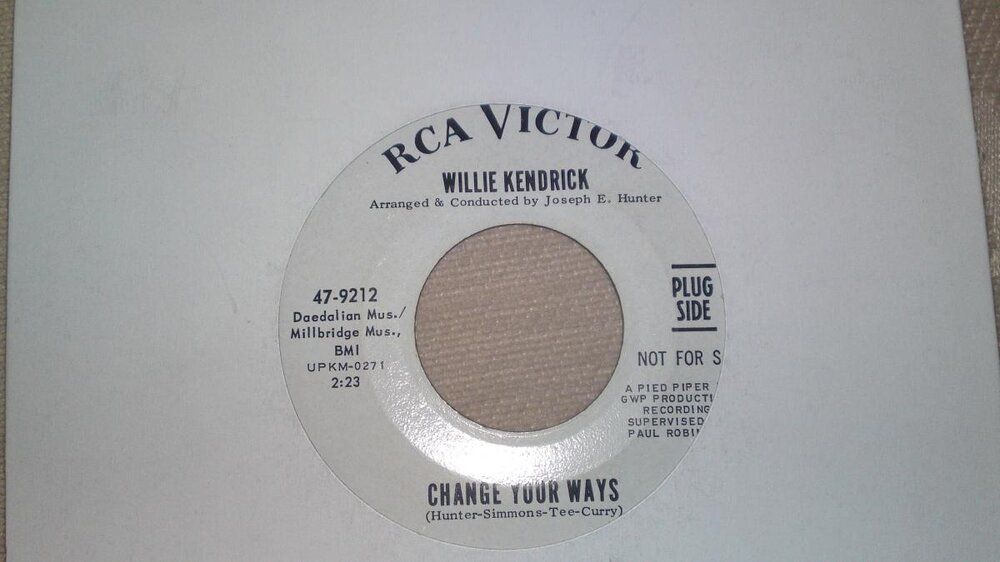 RCA VICTOR
WILLIE KENDRICK
Arranged & Conducted by Joseph E. Hunter
47-9212
Daedalian Mus./
Millbridge Mus.,
BMI
UPKM-0271
2:23
PLUG
SIDE
NOT FOR S
A PIED PIPER
GWP PRODUCTI
RECORDING
SUPERVISED
PAUL ROBI
CHANGE YOUR WAYS
(Hunter-Simmons-Tee-Curry)